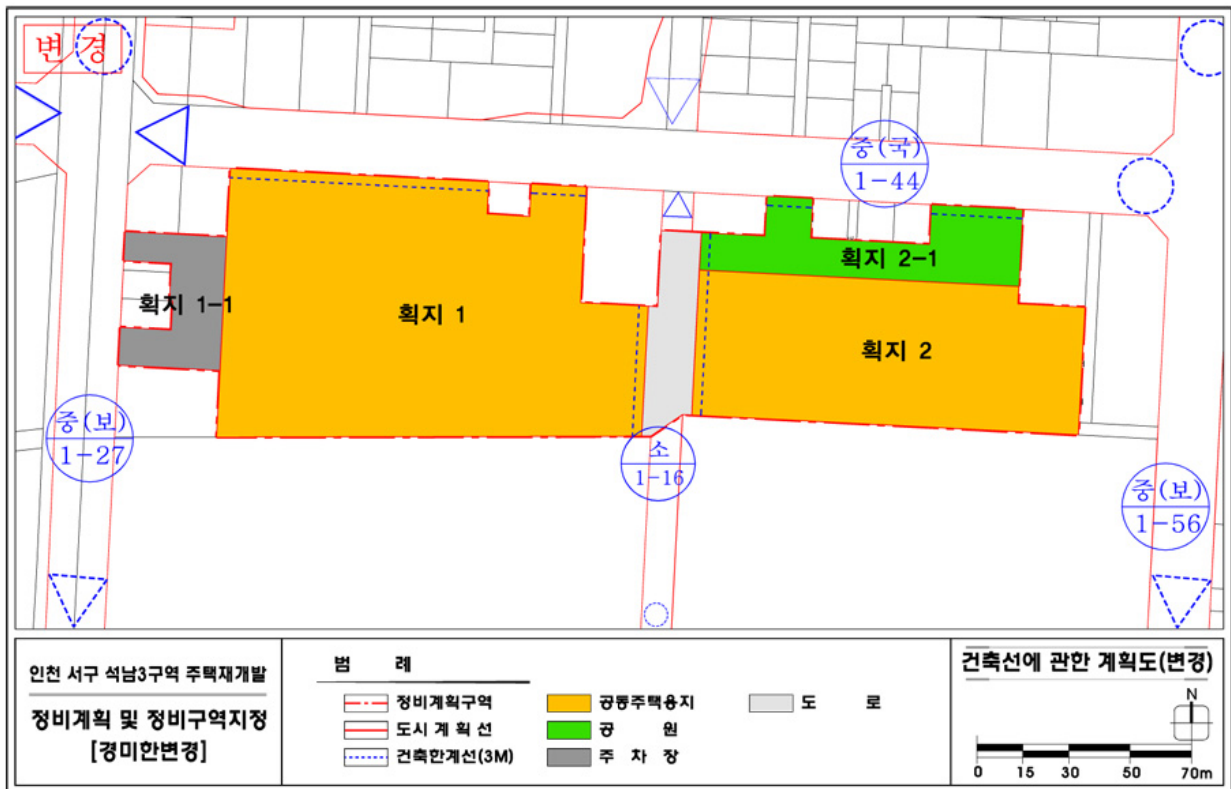 변 경
중(국)
1-44
획지 2-1
획지 1-1
획지 1
획지 2
중(보)
1-27
소
1-16
중(보)
1-56
인천 서구 석남3구역 주택재개발
정비계획 및 정비구역지정
[경미한변경]
범 례
정비계획구역
도시 계획 선
건축한계선(3M)
공동주택용지
공 원
주 차 장
도 로
건축선에 관한 계획도(변경)
N
0 15 30 50 70m